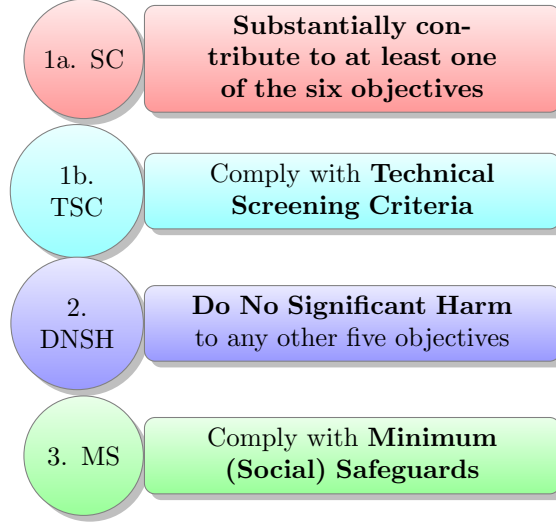 1a. SC
Substantially con-
tribute to at least one
of the six objectives
1b.
TSC
Comply with Technical
Screening Criteria
2.
DNSH
Do No Significant Harm
to any other five objectives
3. MS
Comply with Minimum
(Social) Safeguards